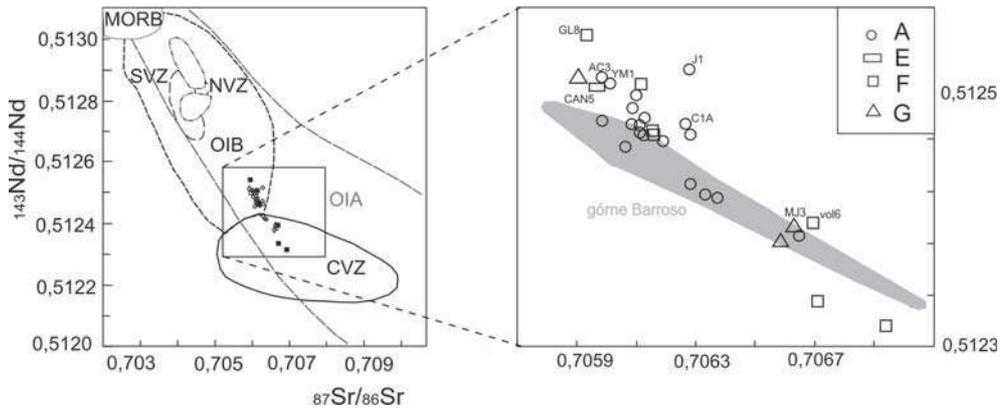 MORB
0,5130
SVZ
NVZ
0,5128
OIB
0,5126
OIA
0,5124
CVZ
0,5122
0,5120
0,703
0,705
0,707
0,709
87Sr/86Sr
143Nd/144Nd
GL8
J1
AC3
YM1
CAN5
C1A
górne Barroso
MJ3
vol6
A
E
F
G
0,5125
0,5123
0,7059
0,7063
0,7067